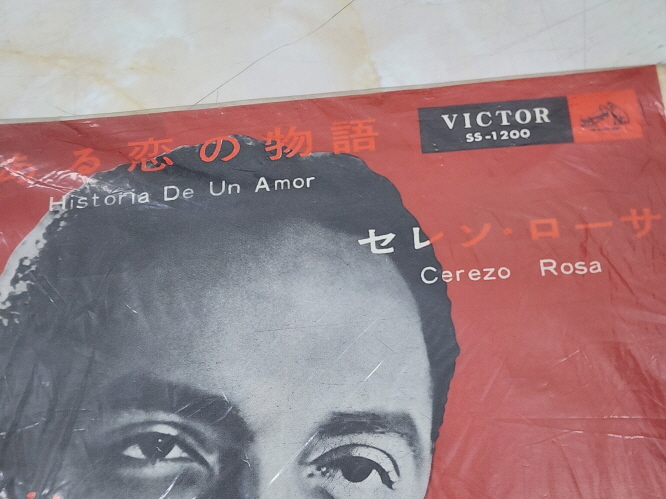 VICTOR
SS-1200
ある恋の物語
Historia De Un Amor
セレソ・ローサ
Cerezo Rosa